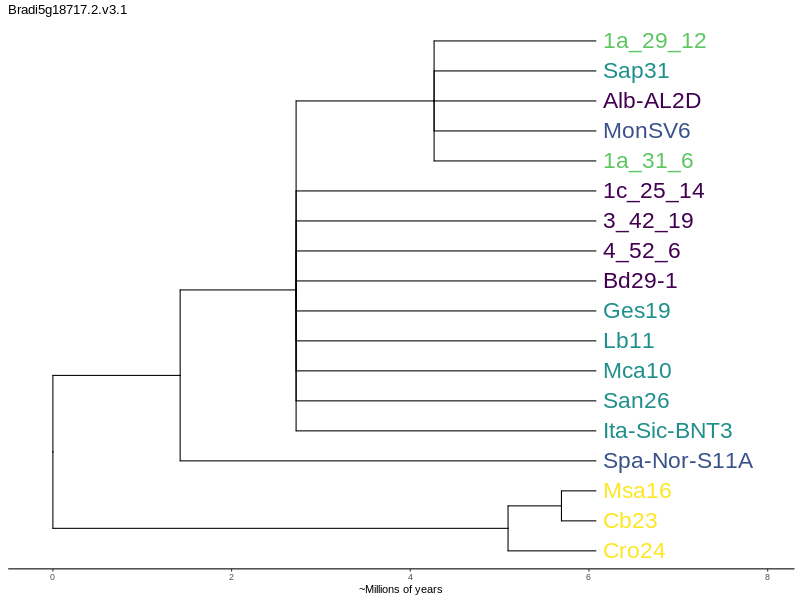 Bradi5g18717.2.v3.1
1a_29_12
Sap31
Alb-AL2D
MonSV6
1a_31_6
1c_25_14
3_42_19
4_52_6
Bd29-1
Ges19
Lb11
Mca10
San26
Ita-Sic-BNT3
Spa-Nor-S11A
Msa16
Cb23
Cro24
0 2 4 6 8
~Millions of years